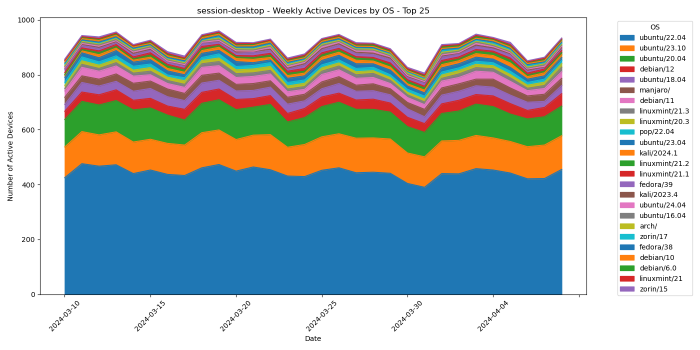 session-desktop - Weekly Active Devices by OS - Top 25
1000
800
600
400
200
0
Number of Active Devices
2024-03-10
2024-03-15
2024-03-20
2024-03-25
2024-03-30
2024-04-04
Date
OS
ubuntu/22.04
ubuntu/23.10
ubuntu/20.04
debian/12
ubuntu/18.04
manjaro/
debian/11
linuxmint/21.3
linuxmint/20.3
pop/22.04
ubuntu/23.04
kali/2024.1
linuxmint/21.2
linuxmint/21.1
fedora/39
kali/2023.4
ubuntu/24.04
ubuntu/16.04
arch/
zorin/17
fedora/38
debian/10
debian/6.0
linuxmint/21
zorin/15